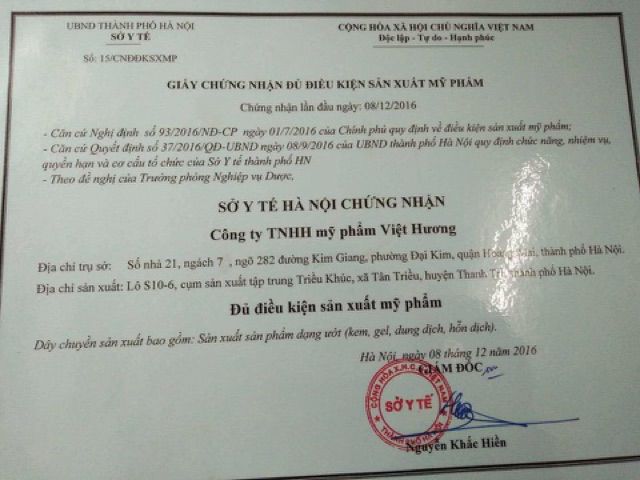 UBND THÀNH PHỐ HÀ NỘI
SỞ Y TẾ
Số: 15/CNĐĐKSXMP
CỘNG HÒA XÃ HỘI CHỦ NGHĨA VIỆT NAM
Độc lập - Tự do - Hạnh phúc
GIẤY CHỨNG NHẬN ĐỦ ĐIỀU KIỆN SẢN XUẤT MỸ PHẨM
Chứng nhận lần đầu ngày: 08/12/2016
- Căn cứ Nghị định số 93/2016/NĐ-CP ngày 01/7/2016 của Chính phủ quy định về điều kiện sản xuất mỹ phẩm;
- Căn cứ Quyết định số 37/2016/QĐ-UBND ngày 08/9/2016 của UBND thành phố Hà Nội quy định chức năng, nhiệm vụ,
quyền hạn và cơ cấu tổ chức của Sở Y tế thành phố HN
- Theo đề nghị của Trưởng phòng Nghiệp vụ Dược,
SỞ Y TẾ HÀ NỘI CHỨNG NHẬN
Công ty TNHH mỹ phẩm Việt Hương
Địa chỉ trụ sở: Số nhà 21, ngách 7 , ngõ 282 đường Kim Giang, phường Đại Kim, quận Hoàng Mai, thành phố Hà Nội.
Địa chỉ sản xuất: Lô S10-6, cụm sản xuất tập trung Triều Khúc, xã Tân Triều, huyện Thanh Trì, thành phố Hà Nội.
Đủ điều kiện sản xuất mỹ phẩm
Dây chuyền sản xuất bao gồm: Sản xuất sản phẩm dạng ướt (kem, gel, dung dịch, hỗn dịch).
Hà Nội, ngày 08 tháng 12 năm 2016
GIÁM ĐỐC
CỘNG HÒA X.H.C.N VIỆT NAM
SỞ Y TẾ
THÀNH PHỐ HÀ NỘI
Nguyễn Khắc Hiền